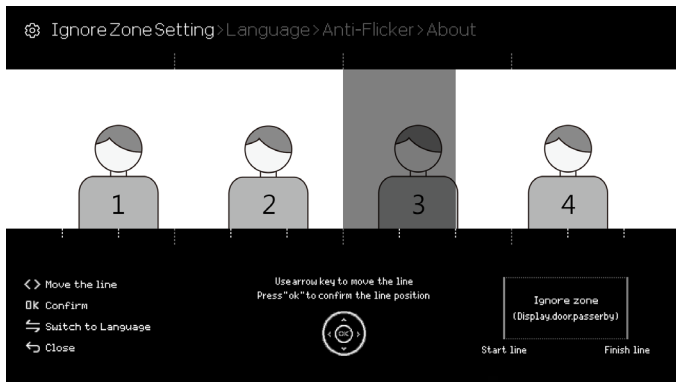 Ignore Zone Setting>Language>Anti-Flicker>About
1
2
3
4
<> Move the line
OK Confirm
Switch to Language
Close
Use arrow key to move the line
Press "ok" to confirm the line position
OK
Ignore zone
(Display.door.passerby)
Start line
Finish line